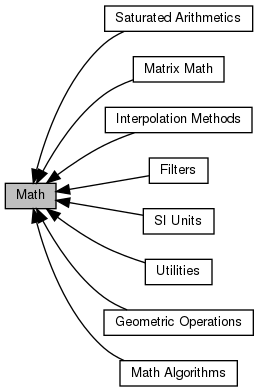 Saturated Arithmetics
Matrix Math
Interpolation Methods
Filters
Math
SI Units
Utilities
Geometric Operations
Math Algorithms